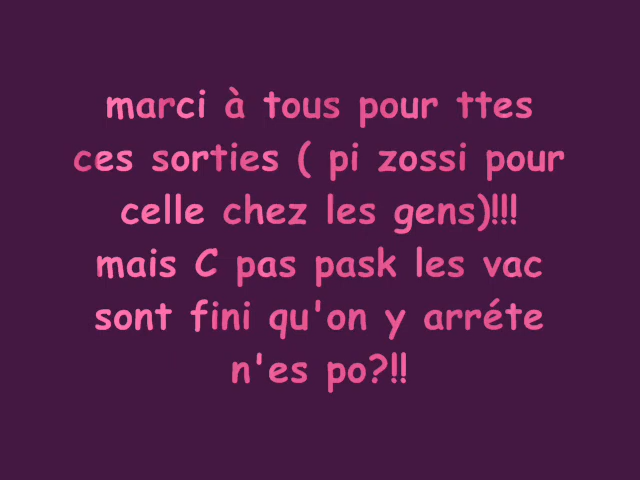 marci à tous pour ttes
ces sorties ( pi zossi pour
celle chez les gens)!!!
mais C pas pask les vac
sont fini qu'on y arréte
n'es po?!!